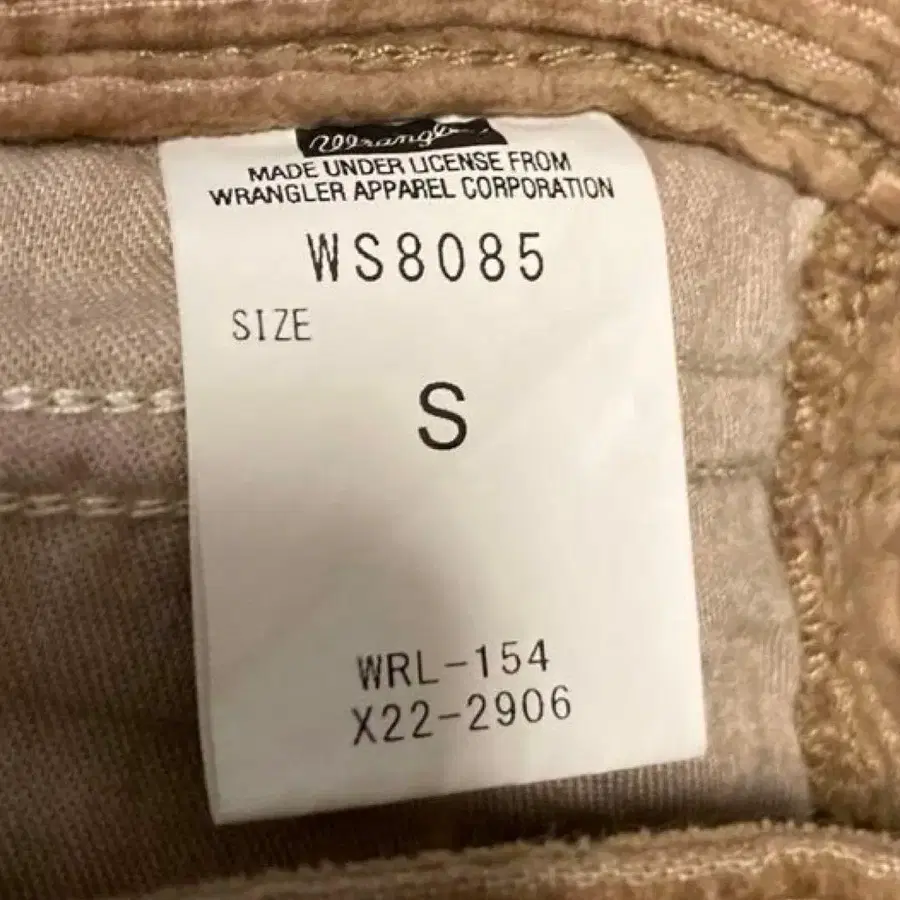 Wrangler
MADE UNDER LICENSE FROM
WRANGLER APPAREL CORPORATION
WS8085
SIZE
S
WRL-154
X22-2906